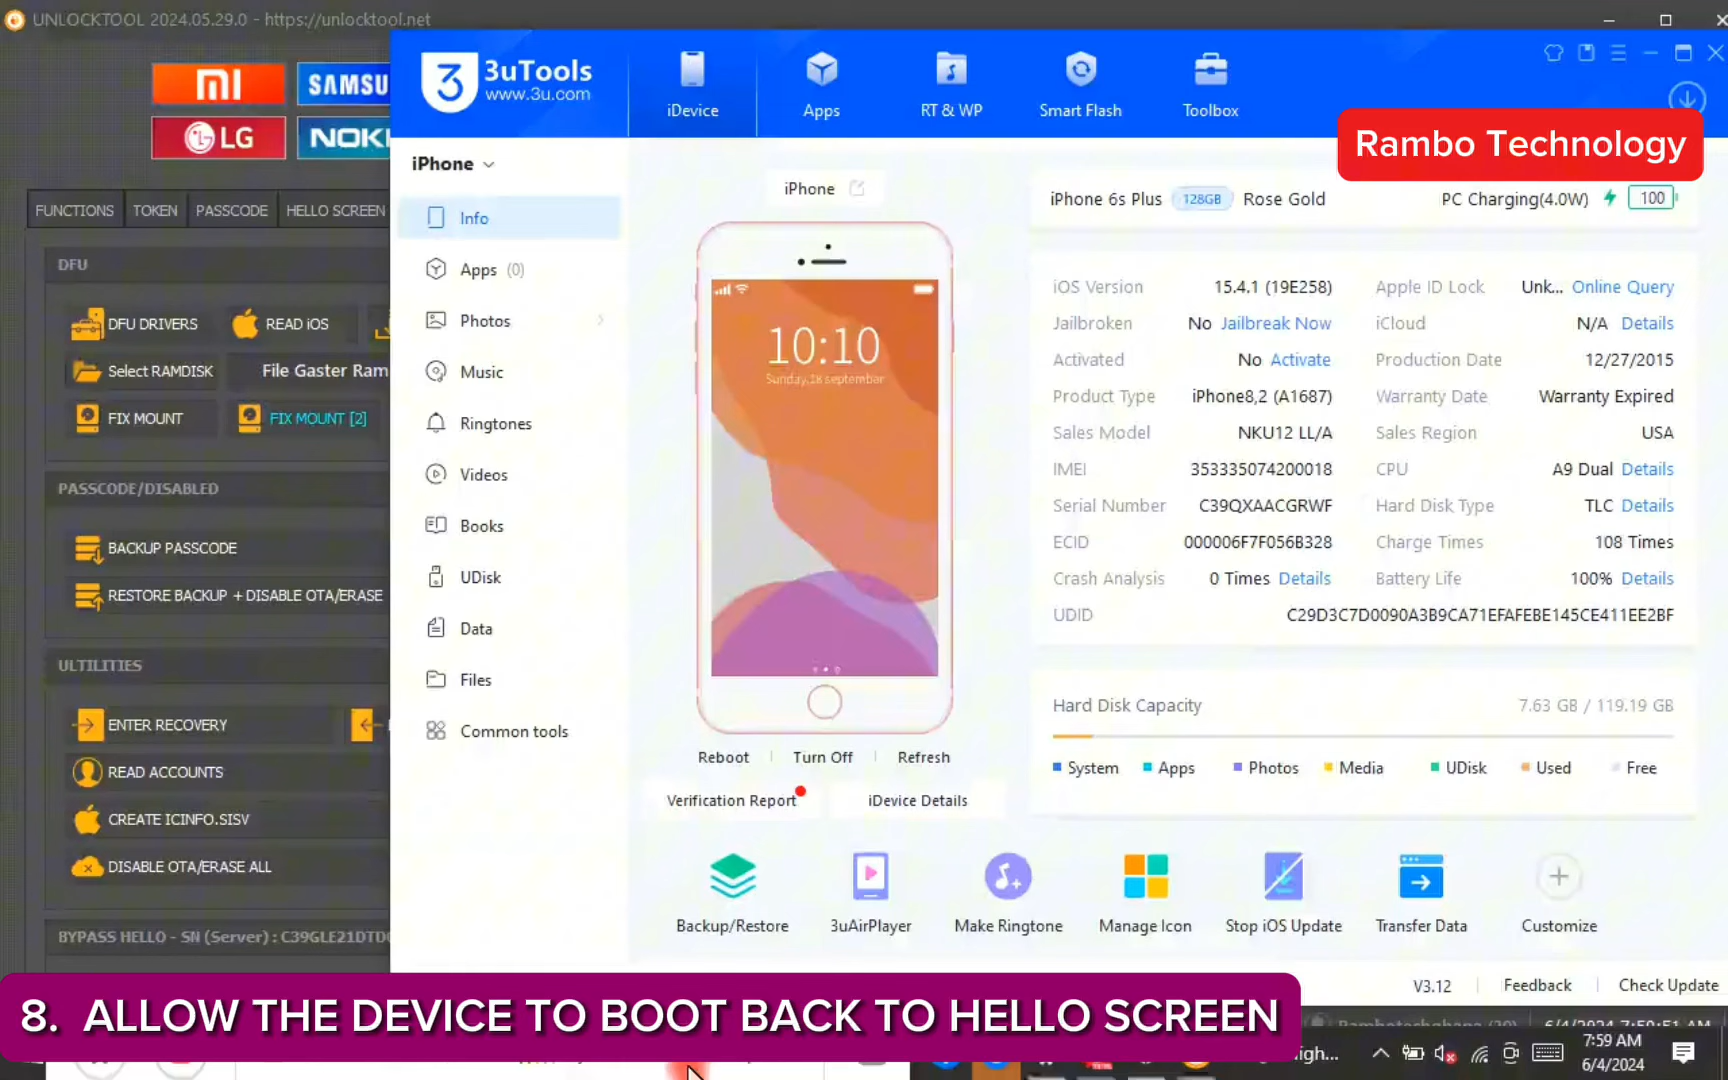 UNLOCKTOOL 2024.05.29.0 - https://unlocktool.net
SAMSU
LG
NOKI
FUNCTIONS TOKEN PASSCODE HELLO SCREEN
DFU
DFU DRIVERS READ iOS
Select RAMDISK File Gaster Ram
FIX MOUNT FIX MOUNT [2]
PASSCODE/DISABLED
BACKUP PASSCODE
RESTORE BACKUP + DISABLE OTA/ERASE
ULTILITIES
ENTER RECOVERY
READ ACCOUNTS
CREATE ICINFO.SISV
DISABLE OTA/ERASE ALL
BYPASS HELLO - SN (Server) : C39GLE21DTD
3 3uTools
www.3u.com
iDevice Apps RT & WP Smart Flash Toolbox
Rambo Technology
iPhone
Info
Apps (0)
Photos
Music
Ringtones
Videos
Books
UDisk
Data
Files
Common tools
iPhone
10:10
Sunday,18 septembar
Reboot Turn Off Refresh
Verification Report iDevice Details
iPhone 6s Plus 128GB Rose Gold PC Charging(4.0W) 100
iOS Version 15.4.1 (19E258) Apple ID Lock Unk... Online Query
Jailbroken No Jailbreak Now iCloud N/A Details
Activated No Activate Production Date 12/27/2015
Product Type iPhone8,2 (A1687) Warranty Date Warranty Expired
Sales Model NKU12 LL/A Sales Region USA
IMEI 353335074200018 CPU A9 Dual Details
Serial Number C39QXAACGRWF Hard Disk Type TLC Details
ECID 000006F7F056B328 Charge Times 108 Times
Crash Analysis 0 Times Details Battery Life 100% Details
UDID C29D3C7D0090A3B9CA71EFAFEBE145CE411EE2BF
Hard Disk Capacity 7.63 GB / 119.19 GB
System Apps Photos Media UDisk Used Free
Backup/Restore 3uAirPlayer Make Ringtone Manage Icon Stop iOS Update Transfer Data Customize
V3.12 Feedback Check Update
8. ALLOW THE DEVICE TO BOOT BACK TO HELLO SCREEN
7:59 AM
6/4/2024